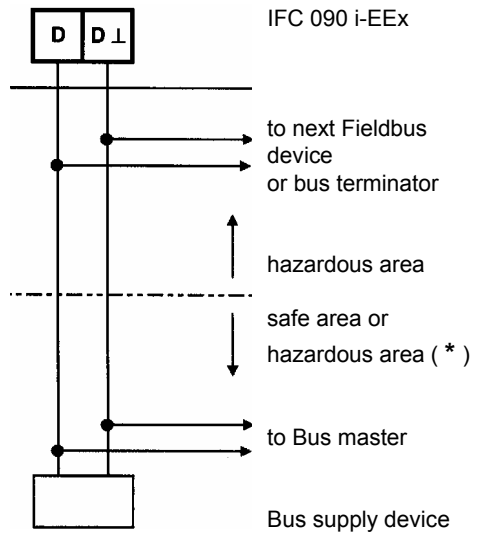 IFC 090 i-EEx
D D ⊥
to next Fieldbus
device
or bus terminator
hazardous area
safe area or
hazardous area ( * )
to Bus master
Bus supply device